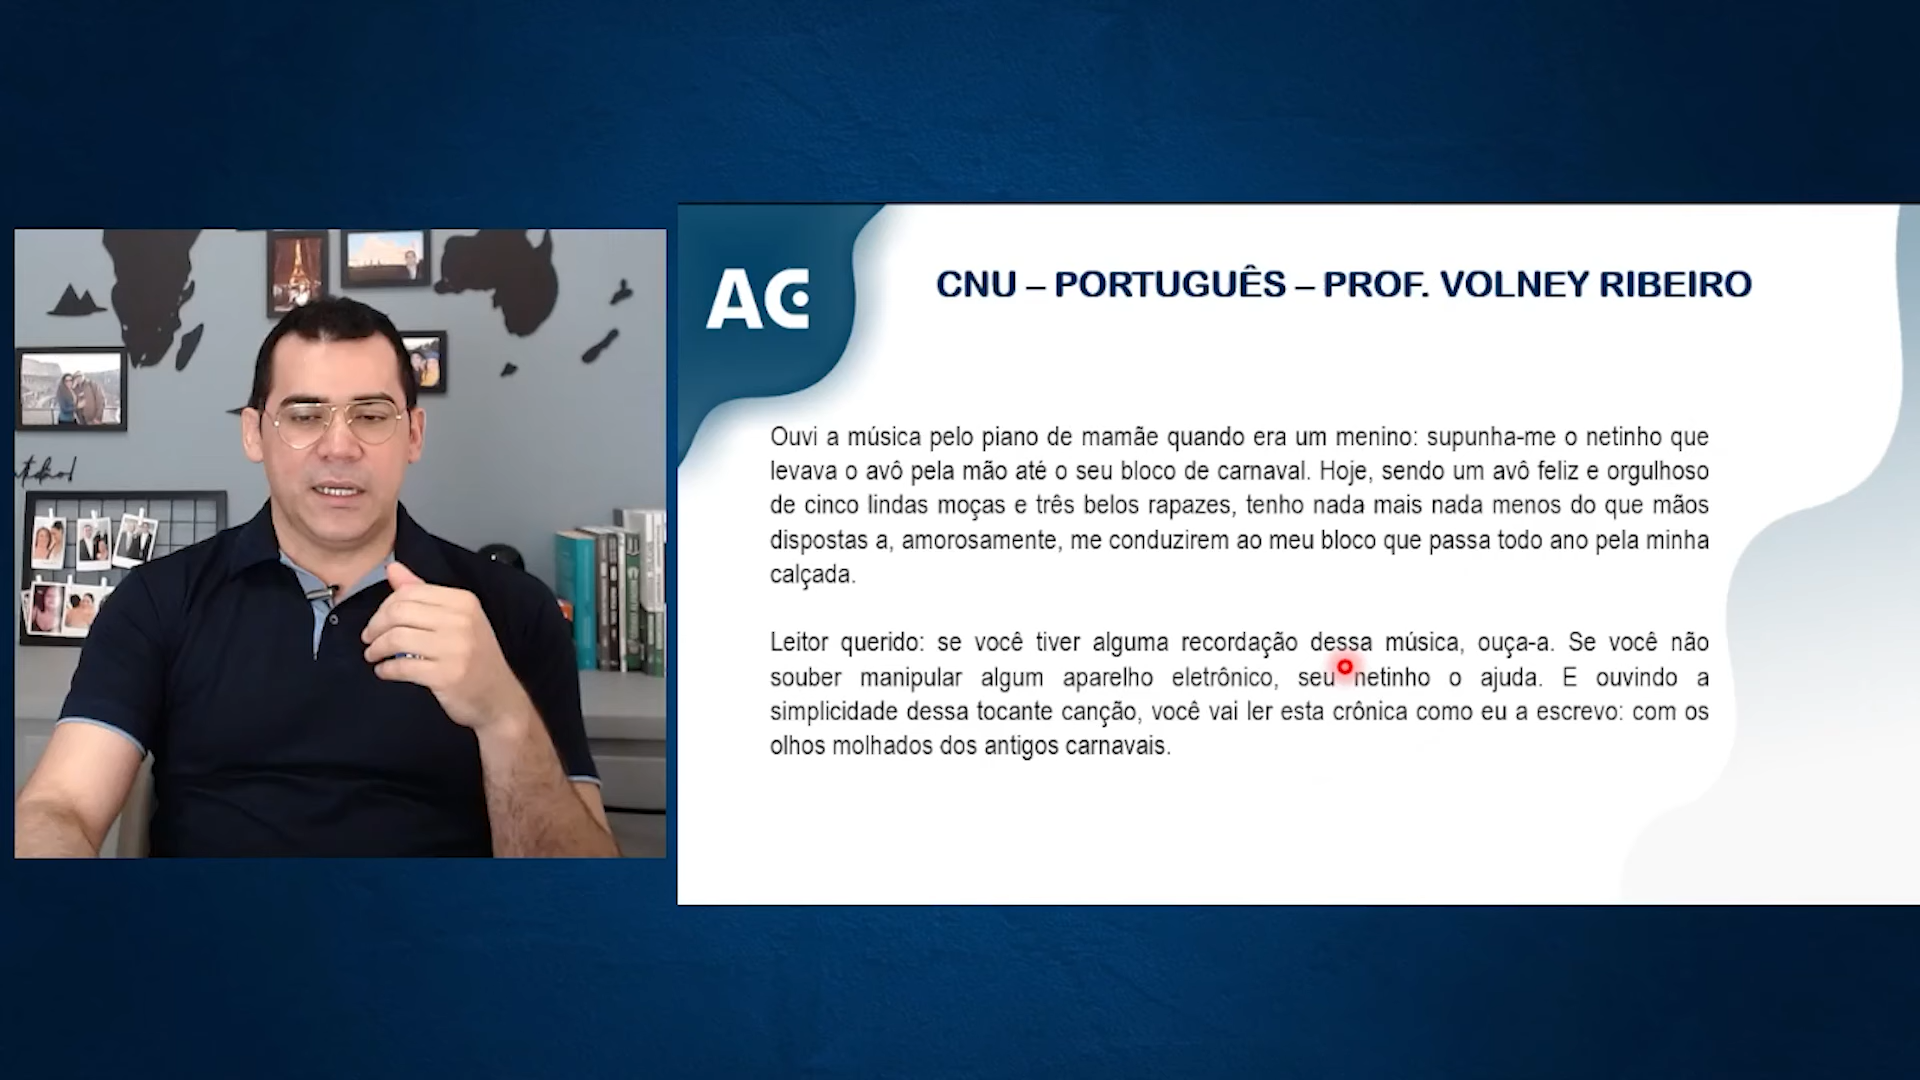 AC
CNU – PORTUGUÊS – PROF. VOLNEY RIBEIRO
Ouvi a música pelo piano de mamãe quando era um menino: supunha-me o netinho que
levava o avô pela mão até o seu bloco de carnaval. Hoje, sendo um avô feliz e orgulhoso
de cinco lindas moças e três belos rapazes, tenho nada mais nada menos do que mãos
dispostas a, amorosamente, me conduzirem ao meu bloco que passa todo ano pela minha
calçada.
Leitor querido: se você tiver alguma recordação dessa música, ouça-a. Se você não
souber manipular algum aparelho eletrônico, seu netinho o ajuda. E ouvindo a
simplicidade dessa tocante canção, você vai ler esta crônica como eu a escrevo: com os
olhos molhados dos antigos carnavais.